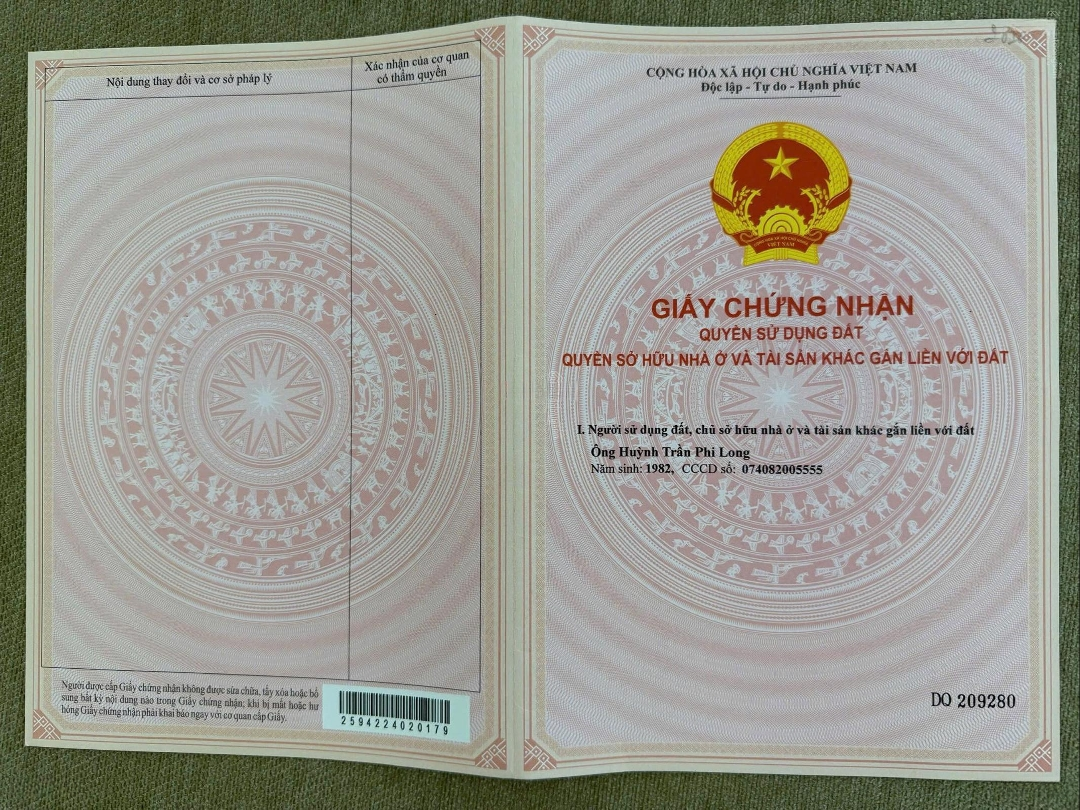 Nội dung thay đổi và cơ sở pháp lý
Xác nhận của cơ quan
có thẩm quyền
Người được cấp Giấy chứng nhận không được sửa chữa, tẩy xóa hoặc bổ
sung bất kỳ nội dung nào trong Giấy chứng nhận; khi bị mất hoặc hư
hỏng Giấy chứng nhận phải khai báo ngay với cơ quan cấp Giấy.
2594224020179
CỘNG HÒA XÃ HỘI CHỦ NGHĨA VIỆT NAM
Độc lập - Tự do - Hạnh phúc
VIỆT NAM
GIẤY CHỨNG NHẬN
QUYỀN SỬ DỤNG ĐẤT
QUYỀN SỞ HỮU NHÀ Ở VÀ TÀI SẢN KHÁC GẮN LIỀN VỚI ĐẤT
I. Người sử dụng đất, chủ sở hữu nhà ở và tài sản khác gắn liền với đất
Ông Huỳnh Trần Phi Long
Năm sinh: 1982, CCCD số: 074082005555
DO 209280